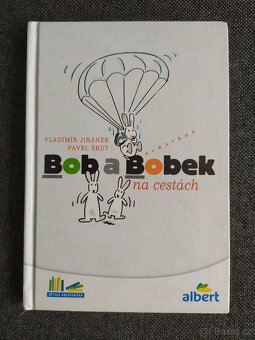 VLADIMÍR JIRÁNEK
PAVEL ŠRUT
ALBATROS
Bob a Bobek
na cestách
albert